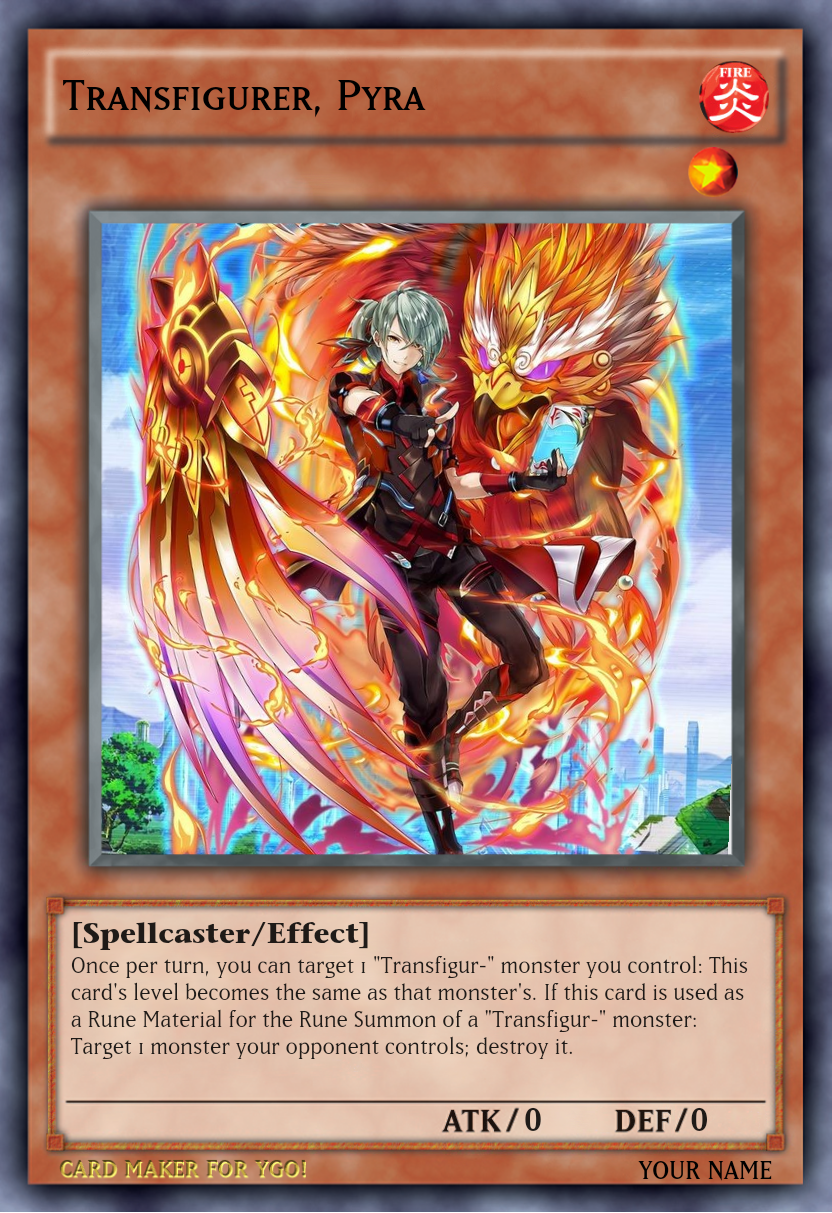 Transfigurer, Pyra
FIRE
炎
[Spellcaster/Effect]
Once per turn, you can target 1 "Transfigur-" monster you control: This
card's level becomes the same as that monster's. If this card is used as
a Rune Material for the Rune Summon of a "Transfigur-" monster:
Target 1 monster your opponent controls; destroy it.
ATK/0 DEF/0
CARD MAKER FOR YGO! YOUR NAME